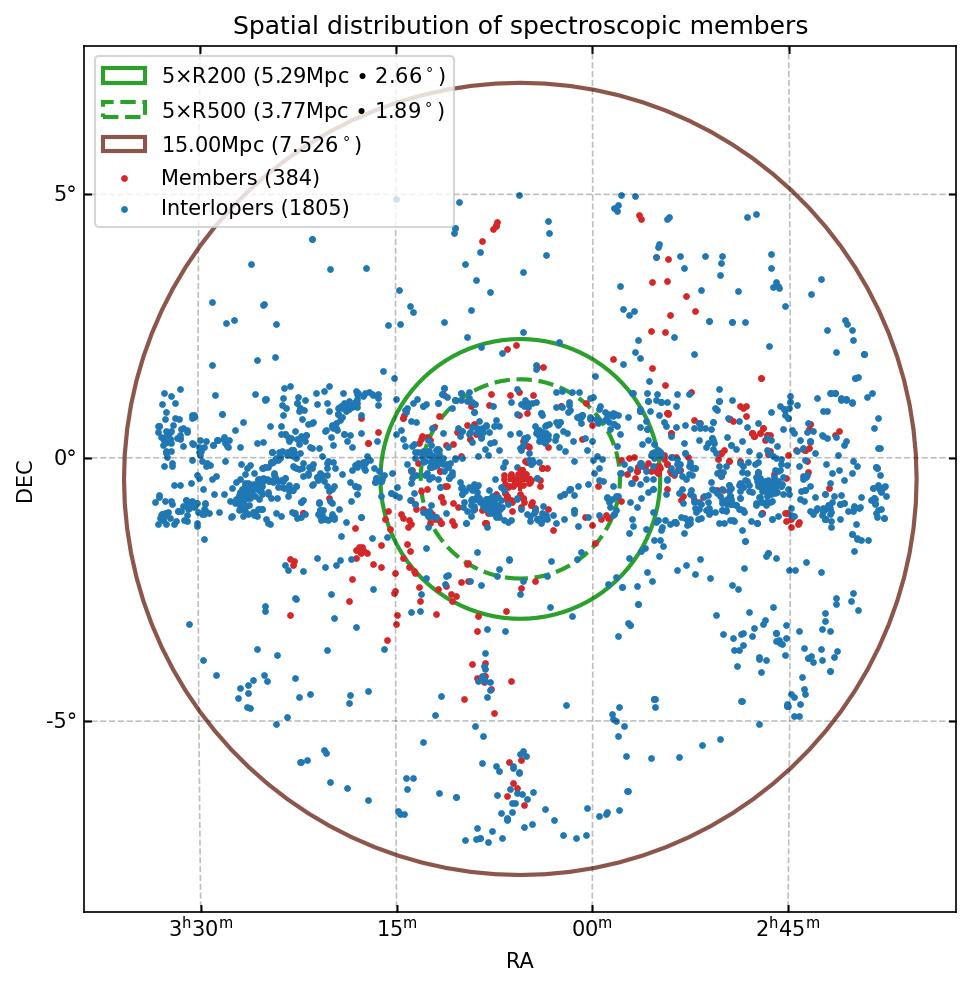 Spatial distribution of spectroscopic members
5×R200 (5.29Mpc • 2.66°)
5×R500 (3.77Mpc • 1.89°)
15.00Mpc (7.526°)
Members (384)
Interlopers (1805)
5°
0°
-5°
DEC
3ʰ30ᵐ 15ᵐ 00ᵐ 2ʰ45ᵐ
RA